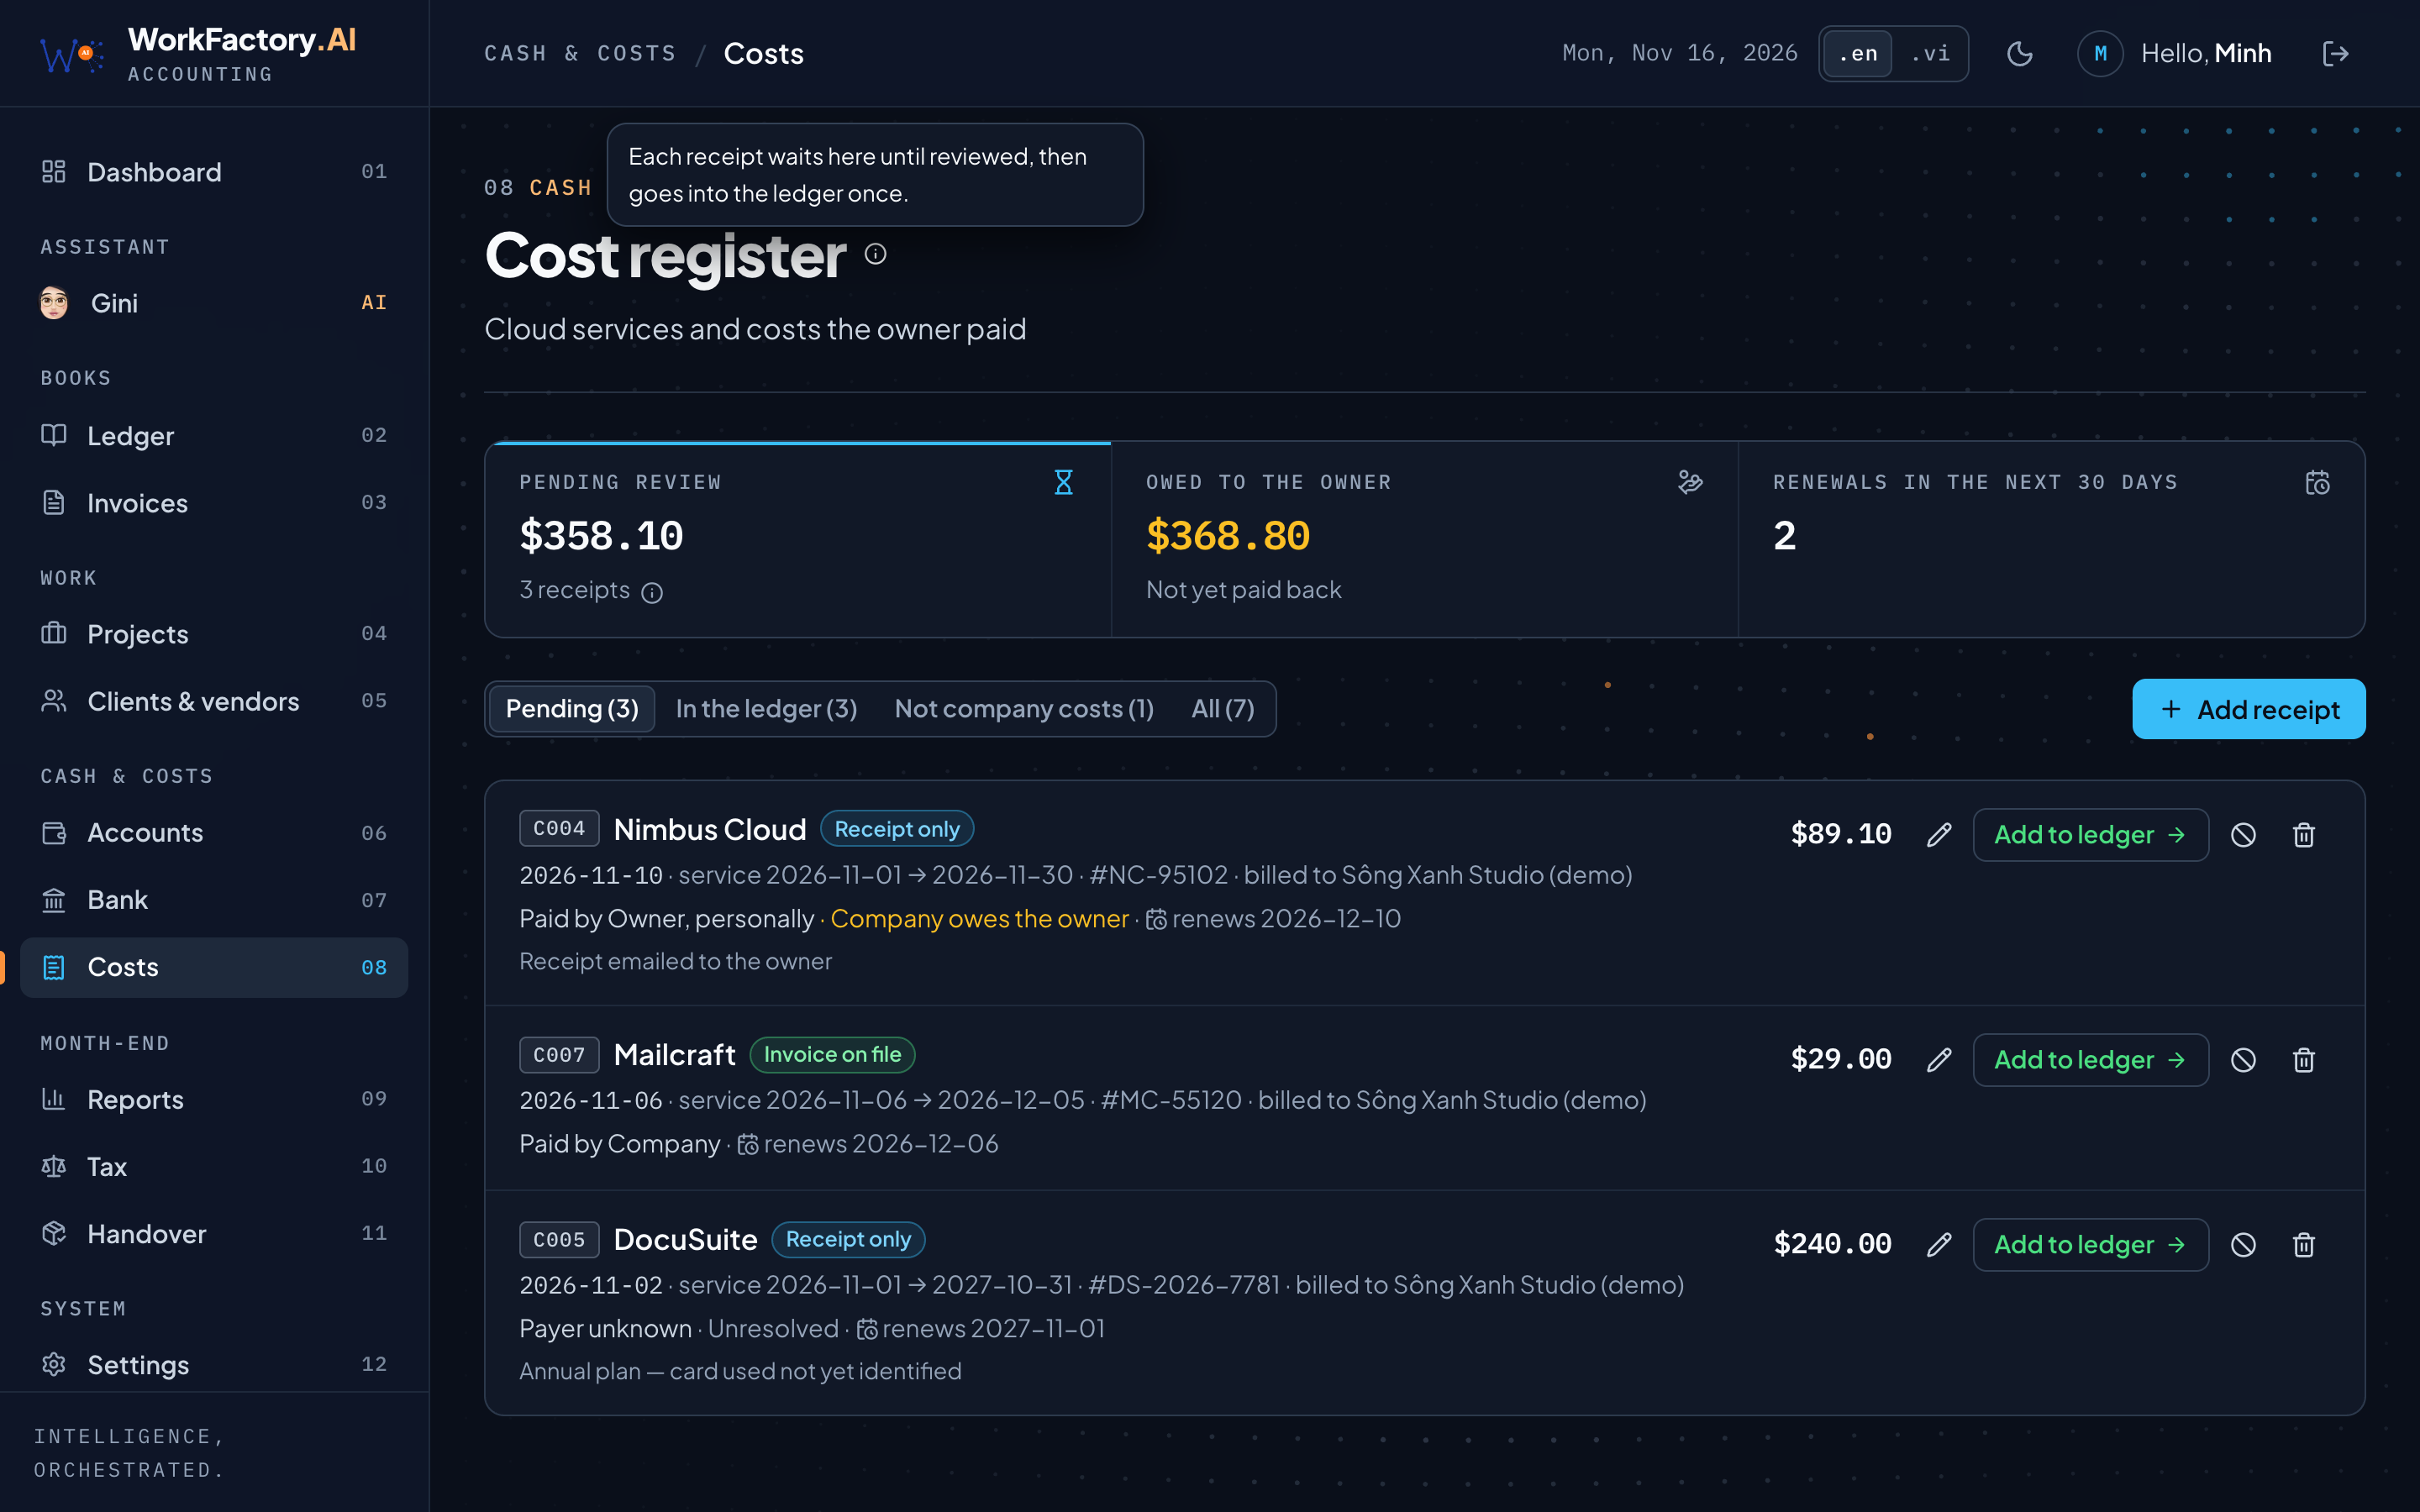 WorkFactory.AI
ACCOUNTING
Dashboard 01
ASSISTANT
Gini AI
BOOKS
Ledger 02
Invoices 03
WORK
Projects 04
Clients & vendors 05
CASH & COSTS
Accounts 06
Bank 07
Costs 08
MONTH-END
Reports 09
Tax 10
Handover 11
SYSTEM
Settings 12
INTELLIGENCE,
ORCHESTRATED.
CASH & COSTS / Costs
Mon, Nov 16, 2026 .en .vi M Hello, Minh
Each receipt waits here until reviewed, then
goes into the ledger once.
08 CASH
Cost register
Cloud services and costs the owner paid
PENDING REVIEW
$358.10
3 receipts
OWED TO THE OWNER
$368.80
Not yet paid back
RENEWALS IN THE NEXT 30 DAYS
2
Pending (3) In the ledger (3) Not company costs (1) All (7)
+ Add receipt
C004 Nimbus Cloud Receipt only $89.10 Add to ledger →
2026-11-10 · service 2026-11-01 → 2026-11-30 · #NC-95102 · billed to Sông Xanh Studio (demo)
Paid by Owner, personally · Company owes the owner · renews 2026-12-10
Receipt emailed to the owner
C007 Mailcraft Invoice on file $29.00 Add to ledger →
2026-11-06 · service 2026-11-06 → 2026-12-05 · #MC-55120 · billed to Sông Xanh Studio (demo)
Paid by Company · renews 2026-12-06
C005 DocuSuite Receipt only $240.00 Add to ledger →
2026-11-02 · service 2026-11-01 → 2027-10-31 · #DS-2026-7781 · billed to Sông Xanh Studio (demo)
Payer unknown · Unresolved · renews 2027-11-01
Annual plan — card used not yet identified